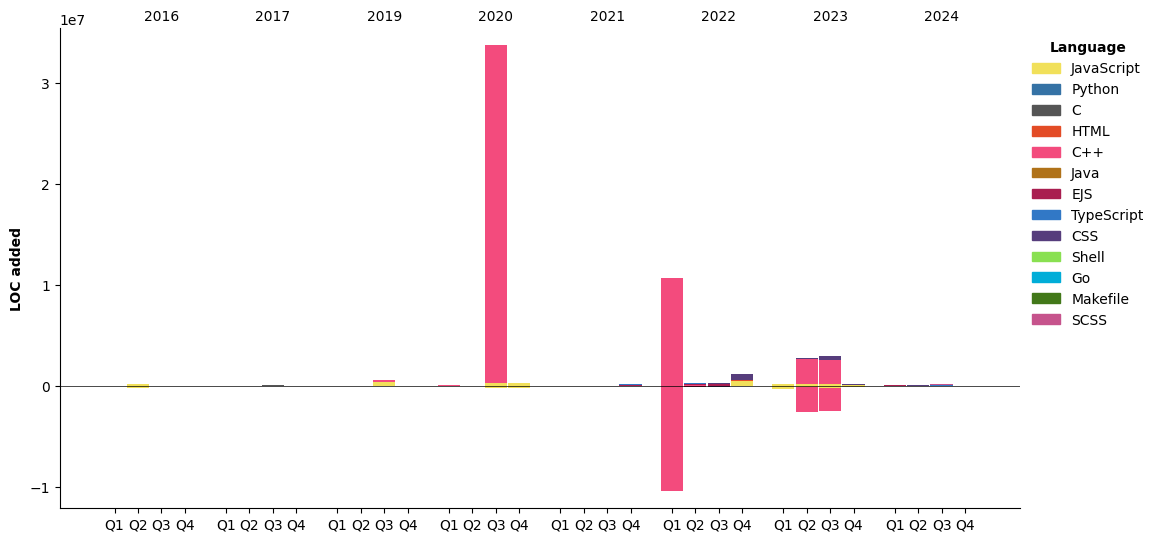 2016 2017 2019 2020 2021 2022 2023 2024
1e7
Language
JavaScript
Python
C
HTML
C++
Java
EJS
TypeScript
CSS
Shell
Go
Makefile
SCSS
LOC added
3
2
1
0
−1
Q1 Q2 Q3 Q4 Q1 Q2 Q3 Q4 Q1 Q2 Q3 Q4 Q1 Q2 Q3 Q4 Q1 Q2 Q3 Q4 Q1 Q2 Q3 Q4 Q1 Q2 Q3 Q4 Q1 Q2 Q3 Q4